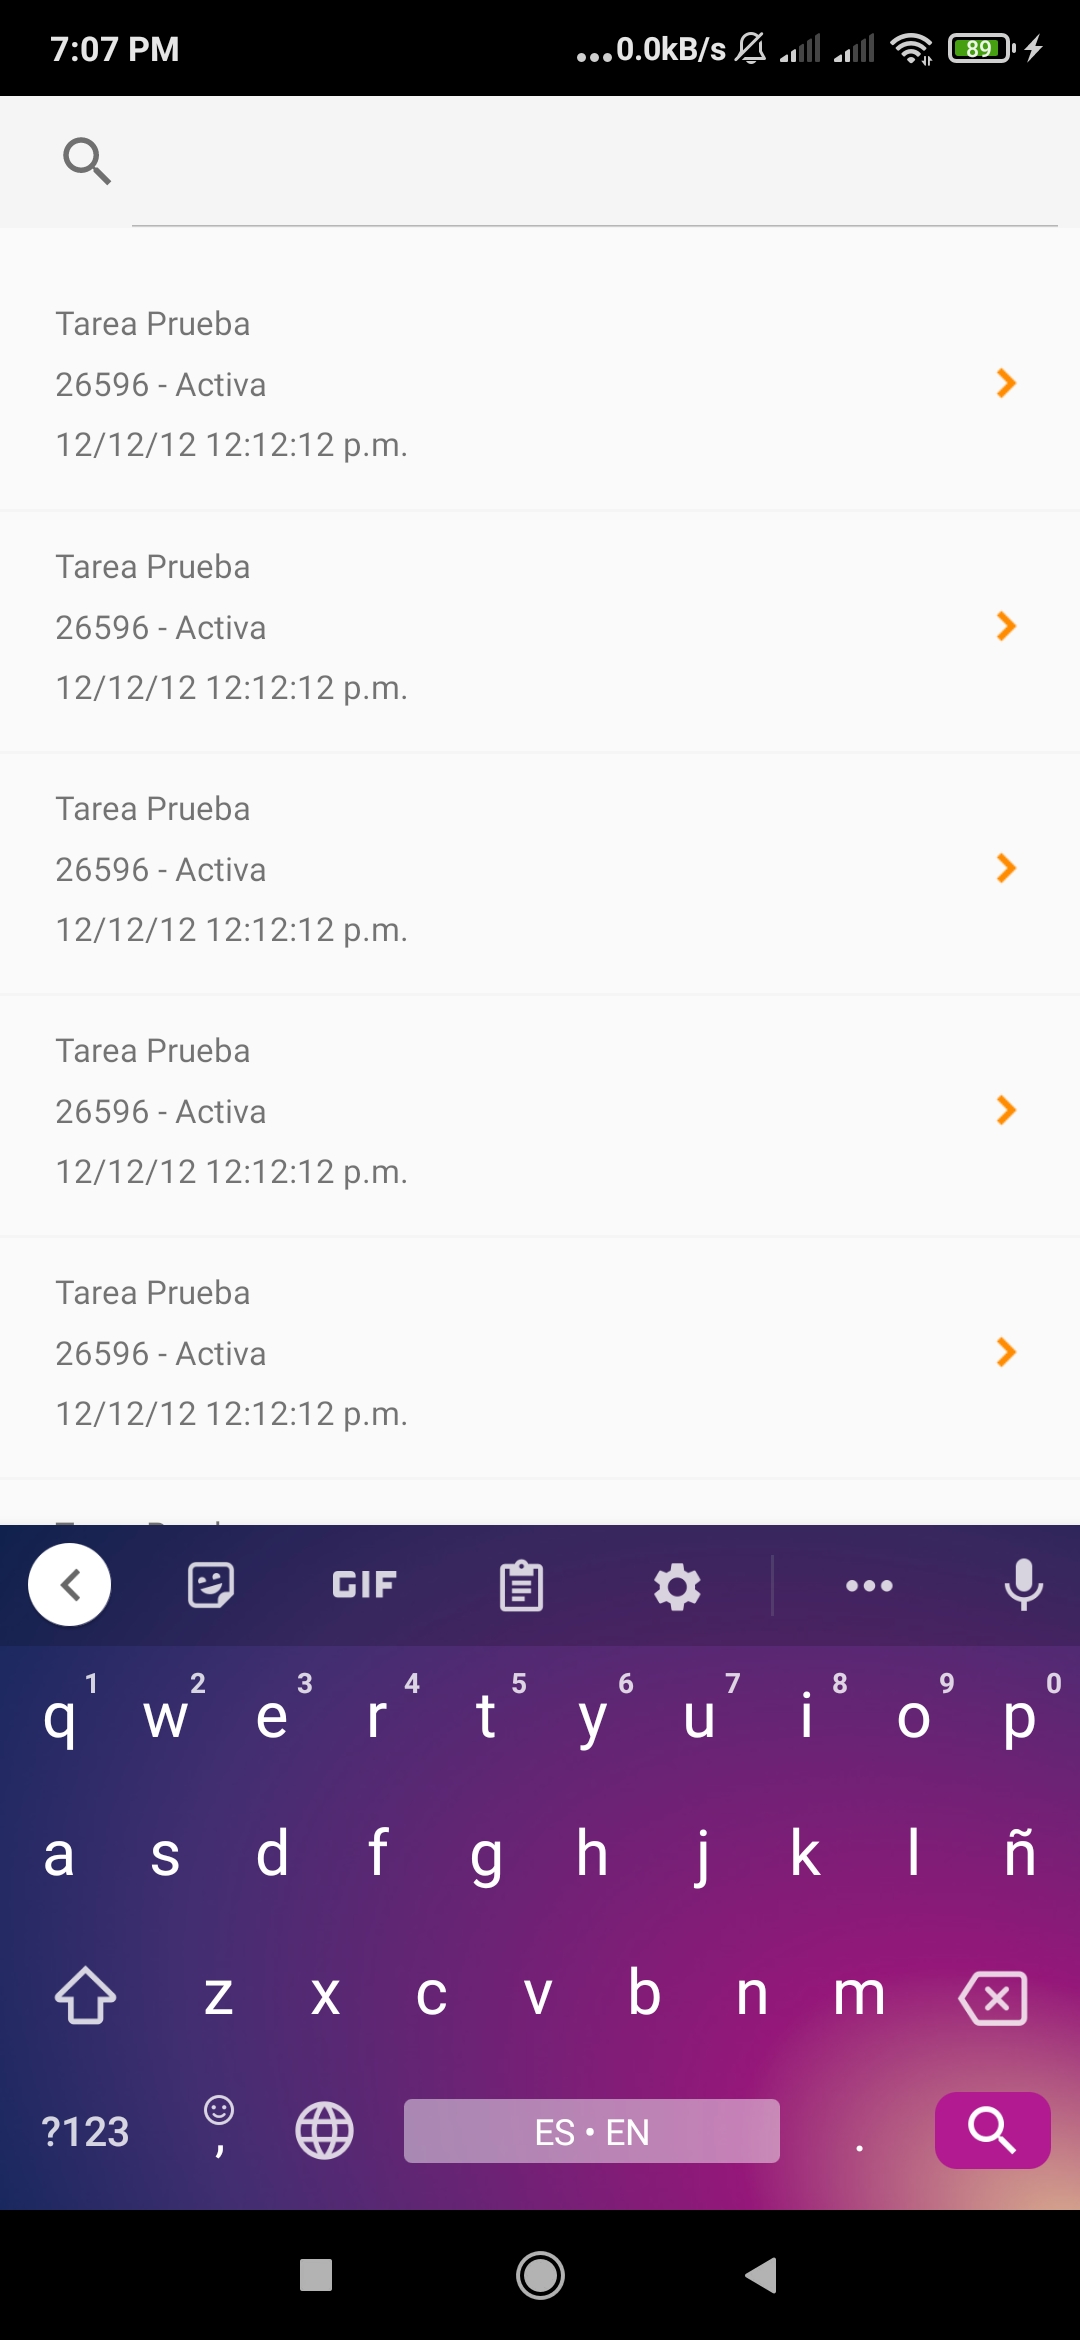 7:07 PM
...0.0kB/s 89
Tarea Prueba
26596 - Activa
12/12/12 12:12:12 p.m.
Tarea Prueba
26596 - Activa
12/12/12 12:12:12 p.m.
Tarea Prueba
26596 - Activa
12/12/12 12:12:12 p.m.
Tarea Prueba
26596 - Activa
12/12/12 12:12:12 p.m.
Tarea Prueba
26596 - Activa
12/12/12 12:12:12 p.m.
GIF
1 2 3 4 5 6 7 8 9 0
q w e r t y u i o p
a s d f g h j k l ñ
z x c v b n m
?123 , ES • EN .